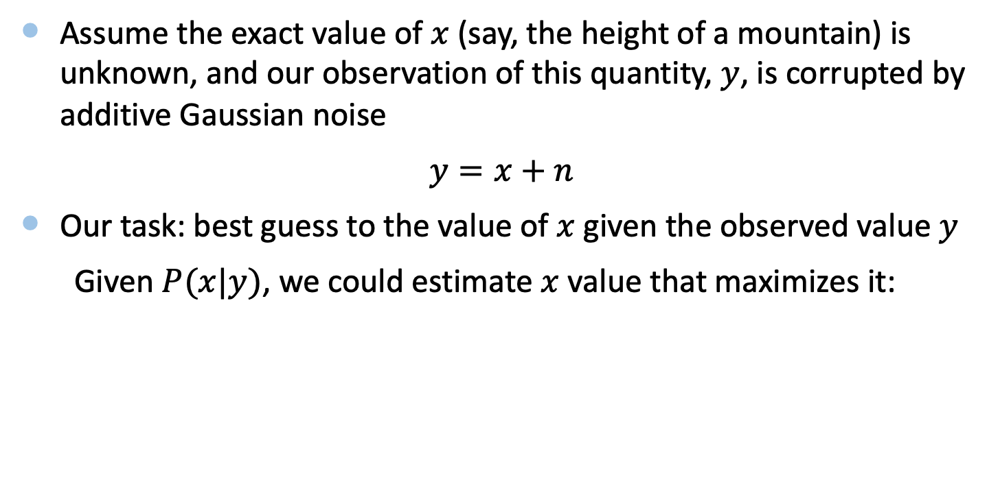 • Assume the exact value of x (say, the height of a mountain) is
unknown, and our observation of this quantity, y, is corrupted by
additive Gaussian noise
y = x + n
• Our task: best guess to the value of x given the observed value y
Given P(x|y), we could estimate x value that maximizes it: